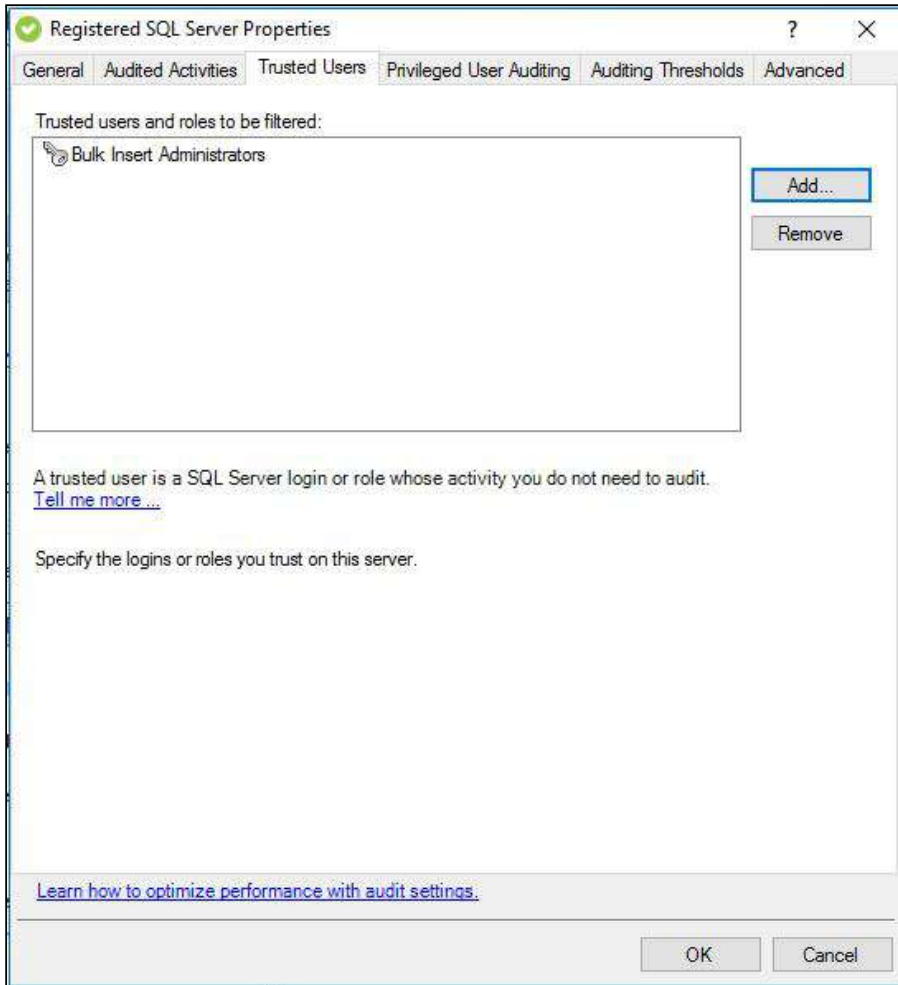 Registered SQL Server Properties ? ×
General Audited Activities Trusted Users Privileged User Auditing Auditing Thresholds Advanced
Trusted users and roles to be filtered:
Bulk Insert Administrators
Add...
Remove
A trusted user is a SQL Server login or role whose activity you do not need to audit.
Tell me more ...
Specify the logins or roles you trust on this server.
Learn how to optimize performance with audit settings.
OK Cancel